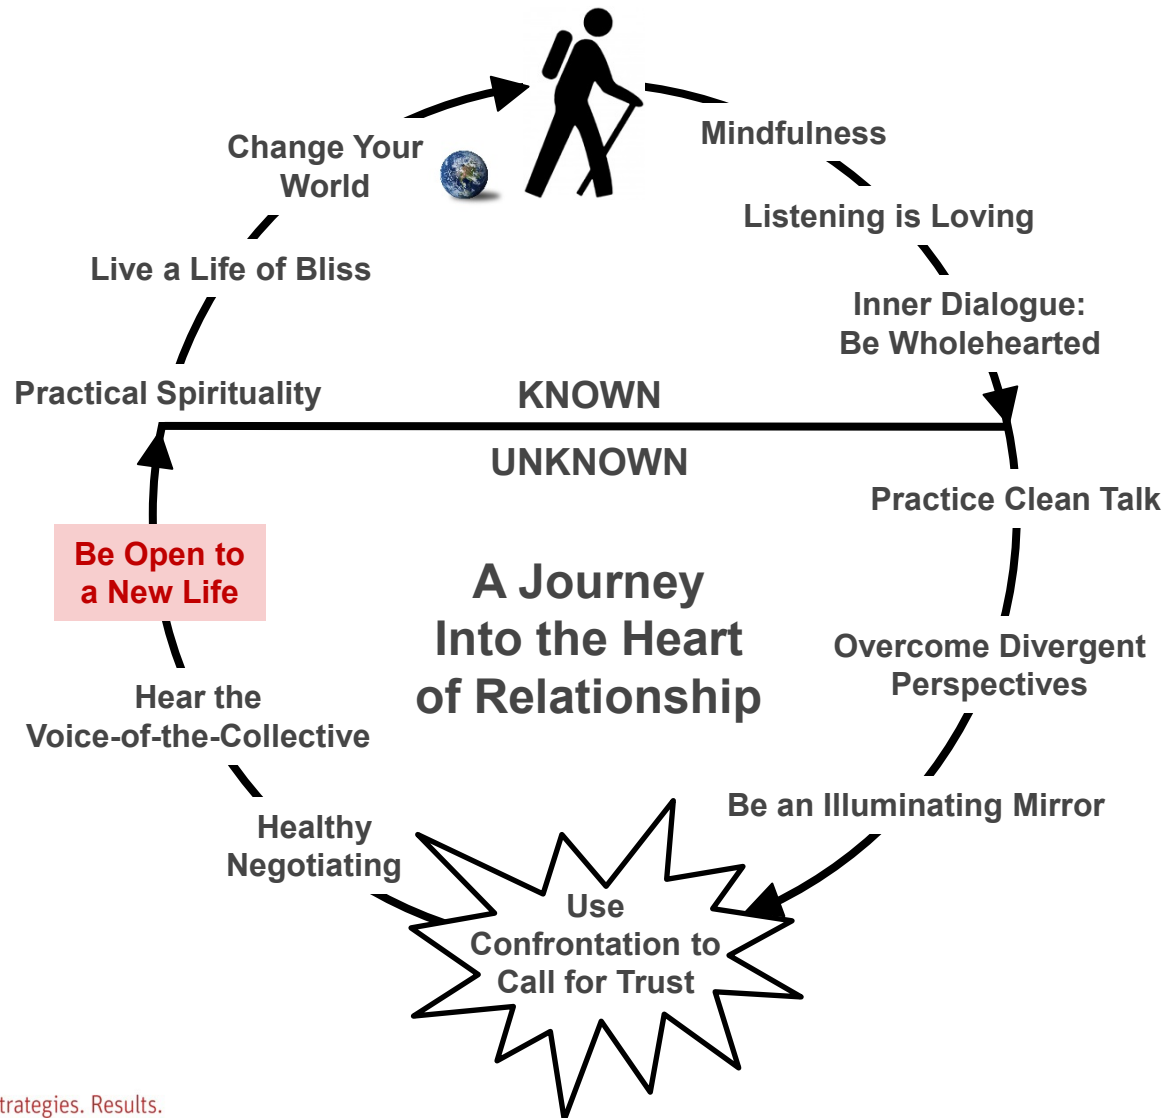 Mindfulness
Listening is Loving
Inner Dialogue:
Be Wholehearted
KNOWN
UNKNOWN
Practice Clean Talk
Overcome Divergent
Perspectives
Be an Illuminating Mirror
Use
Confrontation to
Call for Trust
Healthy
Negotiating
Hear the
Voice-of-the-Collective
Be Open to
a New Life
Practical Spirituality
Live a Life of Bliss
Change Your
World
A Journey
Into the Heart
of Relationship
trategies. Results.